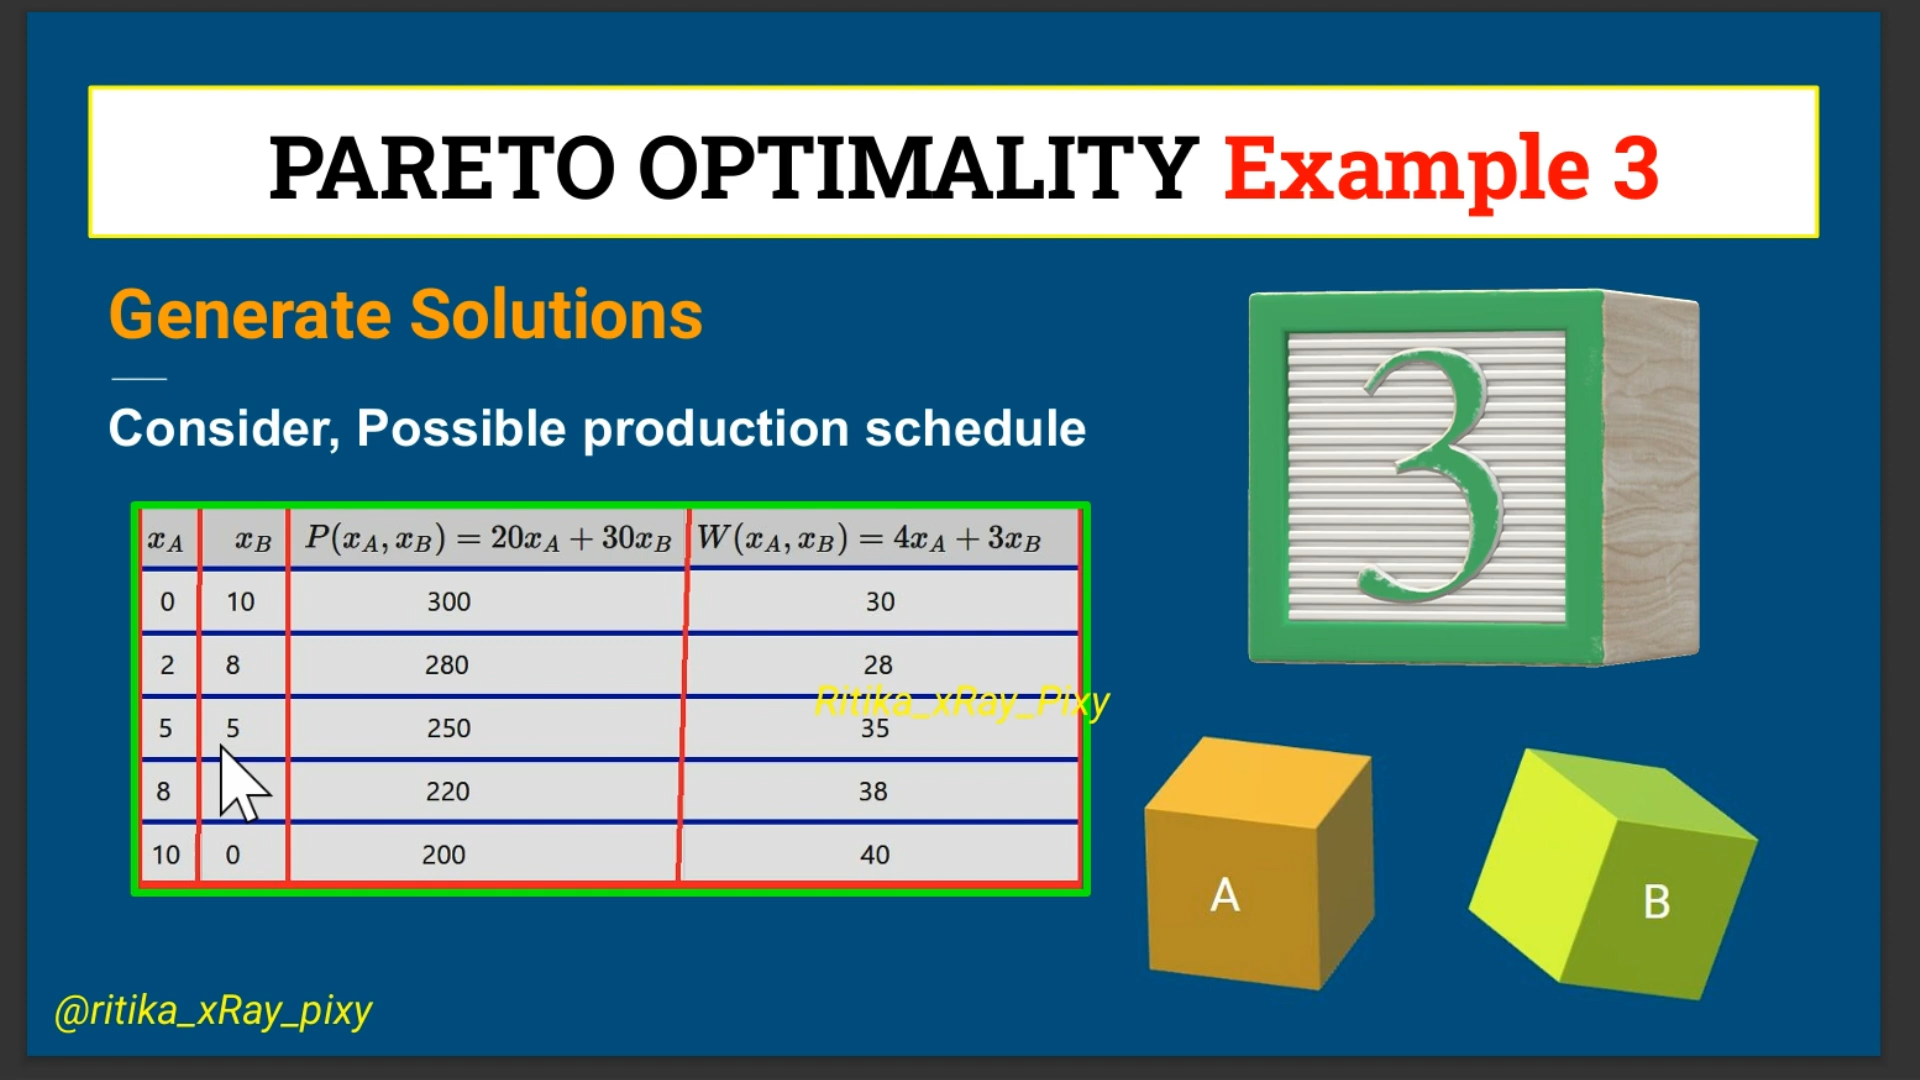 PARETO OPTIMALITY Example 3
Generate Solutions
Consider, Possible production schedule
x_A x_B P(x_A, x_B) = 20x_A + 30x_B W(x_A, x_B) = 4x_A + 3x_B
0 10 300 30
2 8 280 28
Ritika_xRay_Pixy
5 5 250 35
8 220 38
10 0 200 40
3
A
B
@ritika_xRay_pixy